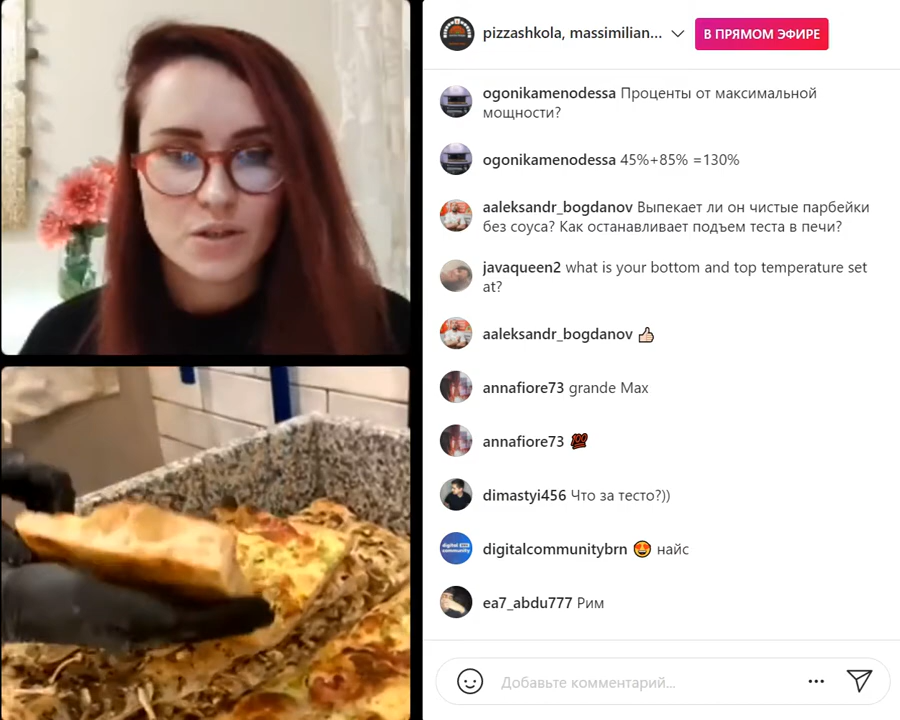 pizzashkola, massimilian...
В ПРЯМОМ ЭФИРЕ
ogonikamenodessa Проценты от максимальной
мощности?
ogonikamenodessa 45%+85% =130%
aaleksandr_bogdanov Выпекает ли он чистые парбейки
без соуса? Как останавливает подъем теста в печи?
javaqueen2 what is your bottom and top temperature set
at?
aaleksandr_bogdanov 👍🏻
annafiore73 grande Max
annafiore73 💯
dimastyi456 Что за тесто?))
digitalcommunitybrn 😍 найс
ea7_abdu777 Рим
Добавьте комментарий...